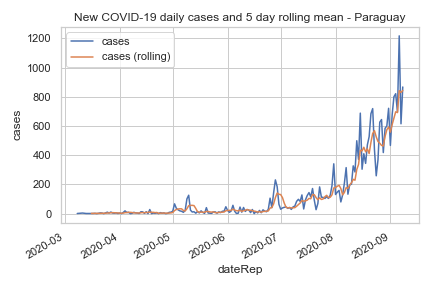 New COVID-19 daily cases and 5 day rolling mean - Paraguay
cases
cases (rolling)
1200
1000
800
600
400
200
0
cases
2020-03
2020-04
2020-05
2020-06
2020-07
2020-08
2020-09
dateRep